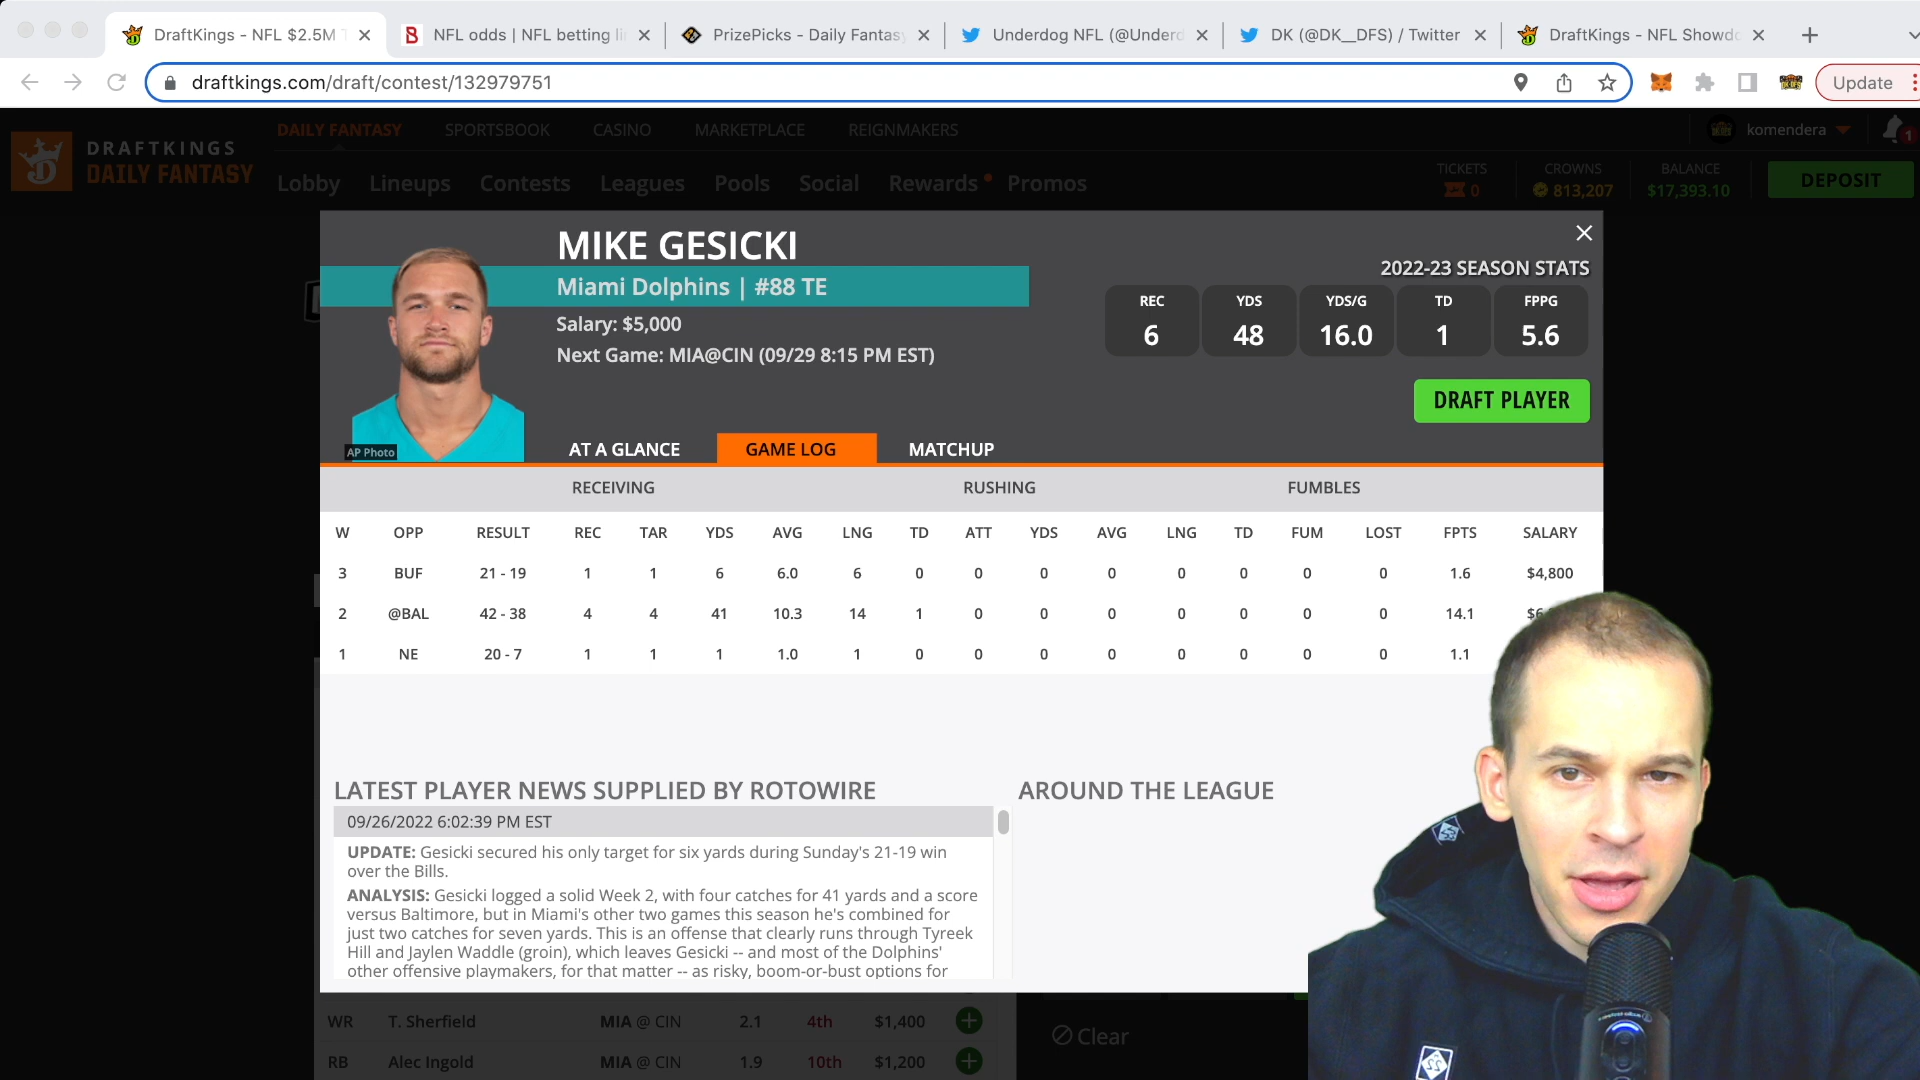 DraftKings - NFL $2.5M
NFL odds | NFL betting li
PrizePicks - Daily Fantasy
Underdog NFL (@Underd
DK (@DK__DFS) / Twitter
DraftKings - NFL Showdo
draftkings.com/draft/contest/132979751
Update
DRAFTKINGS
DAILY FANTASY
DAILY FANTASY
SPORTSBOOK
CASINO
MARKETPLACE
REIGNMAKERS
komendera
1
Lobby
Lineups
Contests
Leagues
Pools
Social
Rewards
Promos
TICKETS
0
CROWNS
813,207
BALANCE
$17,393.10
DEPOSIT
MIKE GESICKI
Miami Dolphins | #88 TE
Salary: $5,000
Next Game: MIA@CIN (09/29 8:15 PM EST)
AP Photo
2022-23 SEASON STATS
REC YDS YDS/G TD FPPG
6 48 16.0 1 5.6
DRAFT PLAYER
AT A GLANCE GAME LOG MATCHUP
RECEIVING RUSHING FUMBLES
W OPP RESULT REC TAR YDS AVG LNG TD ATT YDS AVG LNG TD FUM LOST FPTS SALARY
3 BUF 21 - 19 1 1 6 6.0 6 0 0 0 0 0 0 0 0 1.6 $4,800
2 @BAL 42 - 38 4 4 41 10.3 14 1 0 0 0 0 0 0 0 14.1
1 NE 20 - 7 1 1 1 1.0 1 0 0 0 0 0 0 0 0 1.1
LATEST PLAYER NEWS SUPPLIED BY ROTOWIRE
09/26/2022 6:02:39 PM EST
UPDATE: Gesicki secured his only target for six yards during Sunday's 21-19 win
over the Bills.
ANALYSIS: Gesicki logged a solid Week 2, with four catches for 41 yards and a score
versus Baltimore, but in Miami's other two games this season he's combined for
just two catches for seven yards. This is an offense that clearly runs through Tyreek
Hill and Jaylen Waddle (groin), which leaves Gesicki -- and most of the Dolphins'
other offensive playmakers, for that matter -- as risky, boom-or-bust options for
AROUND THE LEAGUE
WR T. Sherfield MIA @ CIN 2.1 4th $1,400
RB Alec Ingold MIA @ CIN 1.9 10th $1,200
Clear